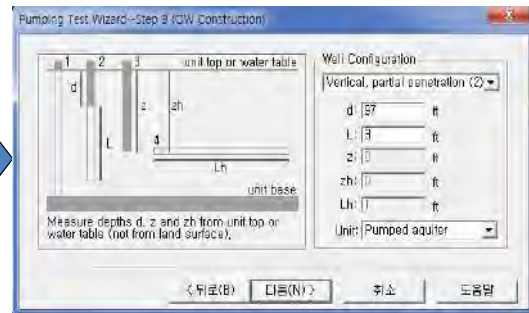 Pumping Test Wizard--Step 9 (OW Construction)
1 2 3 unit top or water table
d
z zh
L
4
Lh
unit base
Measure depths d, z and zh from unit top or
water table (not from land surface),
Well Configuration
Vertical, partial penetration (2)
d: 97 ft
L: 3 ft
z: 0 ft
zh: 0 ft
Lh: 1 ft
Unit: Pumped aquifer
< 뒤로(B) 다음(N) > 취소 도움말